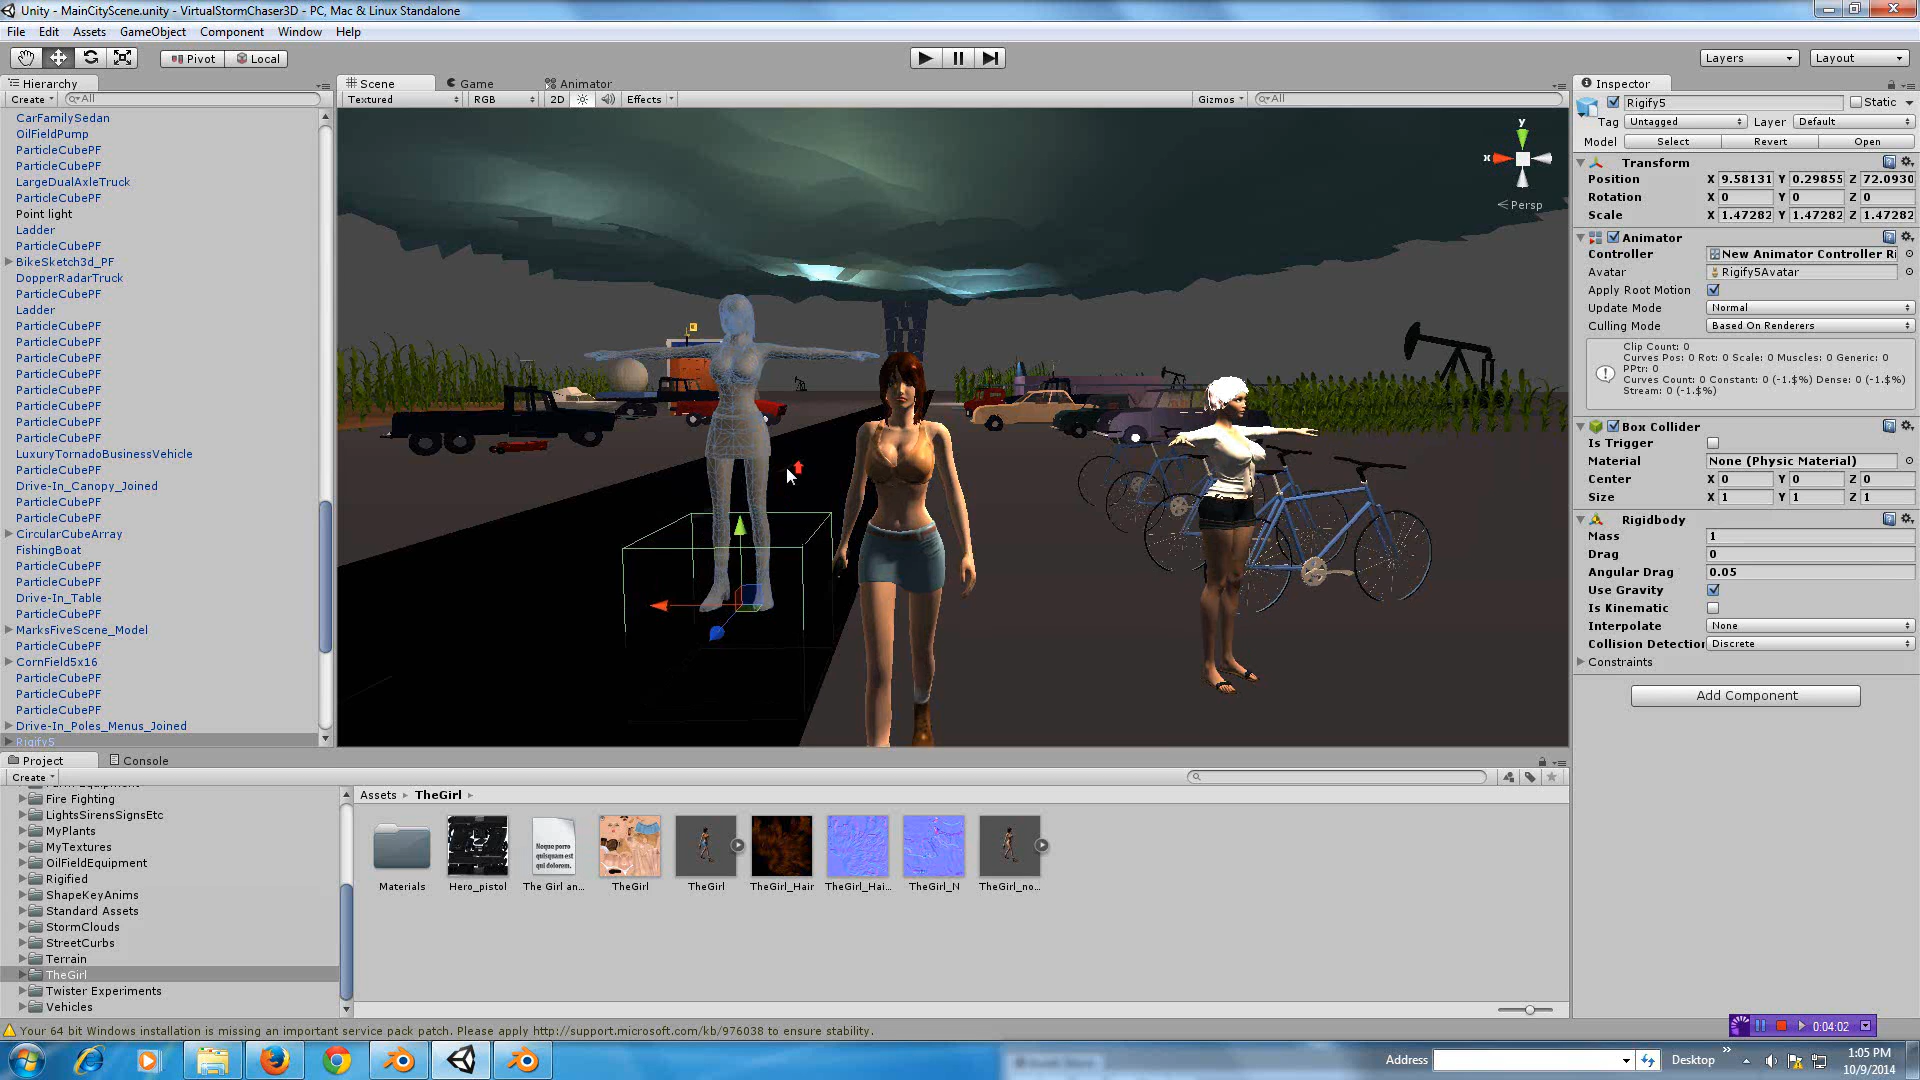 Unity - MainCityScene.unity - VirtualStormChaser3D - PC, Mac & Linux Standalone
File Edit Assets GameObject Component Window Help
Pivot Local Layers Layout
Hierarchy
Create All
CarFamilySedan
OilFieldPump
ParticleCubePF
ParticleCubePF
LargeDualAxleTruck
ParticleCubePF
Point light
Ladder
ParticleCubePF
BikeSketch3d_PF
DopperRadarTruck
ParticleCubePF
Ladder
ParticleCubePF
ParticleCubePF
ParticleCubePF
ParticleCubePF
ParticleCubePF
ParticleCubePF
ParticleCubePF
ParticleCubePF
LuxuryTornadoBusinessVehicle
ParticleCubePF
Drive-In_Canopy_Joined
ParticleCubePF
ParticleCubePF
CircularCubeArray
FishingBoat
ParticleCubePF
ParticleCubePF
Drive-In_Table
ParticleCubePF
MarksFiveScene_Model
ParticleCubePF
CornField5x16
ParticleCubePF
ParticleCubePF
ParticleCubePF
Drive-In_Poles_Menus_Joined
Rigify5
Scene Game Animator
Textured RGB 2D Effects Gizmos All
y
x
Persp
Inspector
Rigify5 Static
Tag Untagged Layer Default
Model Select Revert Open
Transform
Position X 9.58131 Y 0.29855 Z 72.0930
Rotation X 0 Y 0 Z 0
Scale X 1.47282 Y 1.47282 Z 1.47282
Animator
Controller New Animator Controller Ri
Avatar Rigify5Avatar
Apply Root Motion
Update Mode Normal
Culling Mode Based On Renderers
Clip Count: 0
Curves Pos: 0 Rot: 0 Scale: 0 Muscles: 0 Generic: 0
PPtr: 0
Curves Count: 0 Constant: 0 (-1.$%) Dense: 0 (-1.$%)
Stream: 0 (-1.$%)
Box Collider
Is Trigger
Material None (Physic Material)
Center X 0 Y 0 Z 0
Size X 1 Y 1 Z 1
Rigidbody
Mass 1
Drag 0
Angular Drag 0.05
Use Gravity
Is Kinematic
Interpolate None
Collision Detection Discrete
Constraints
Add Component
Project Console
Create
Fire Fighting
LightsSirensSignsEtc
MyPlants
MyTextures
OilFieldEquipment
Rigified
ShapeKeyAnims
Standard Assets
StormClouds
StreetCurbs
Terrain
TheGirl
Twister Experiments
Vehicles
Assets TheGirl
Neque porro quisquam est qui dolorem.
Materials Hero_pistol The Girl an... TheGirl TheGirl TheGirl_Hair TheGirl_Hai... TheGirl_N TheGirl_no...
Your 64 bit Windows installation is missing an important service pack patch. Please apply http://support.microsoft.com/kb/976038 to ensure stability.
0:04:02
Address Desktop
1:05 PM
10/9/2014